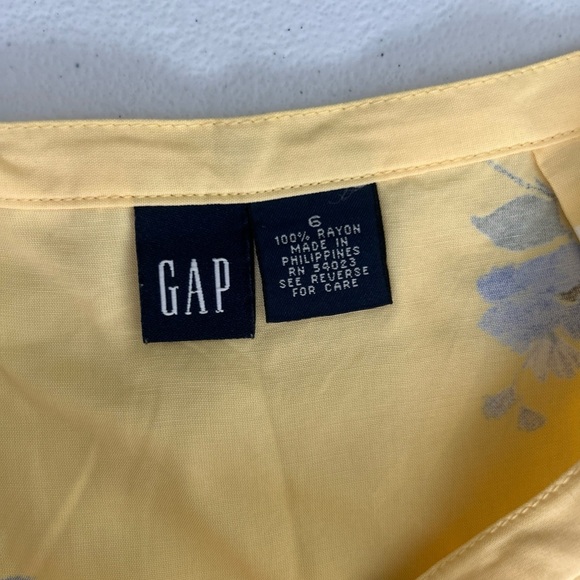 GAP
6
100% RAYON
MADE IN
PHILIPPINES
RN 54023
SEE REVERSE
FOR CARE